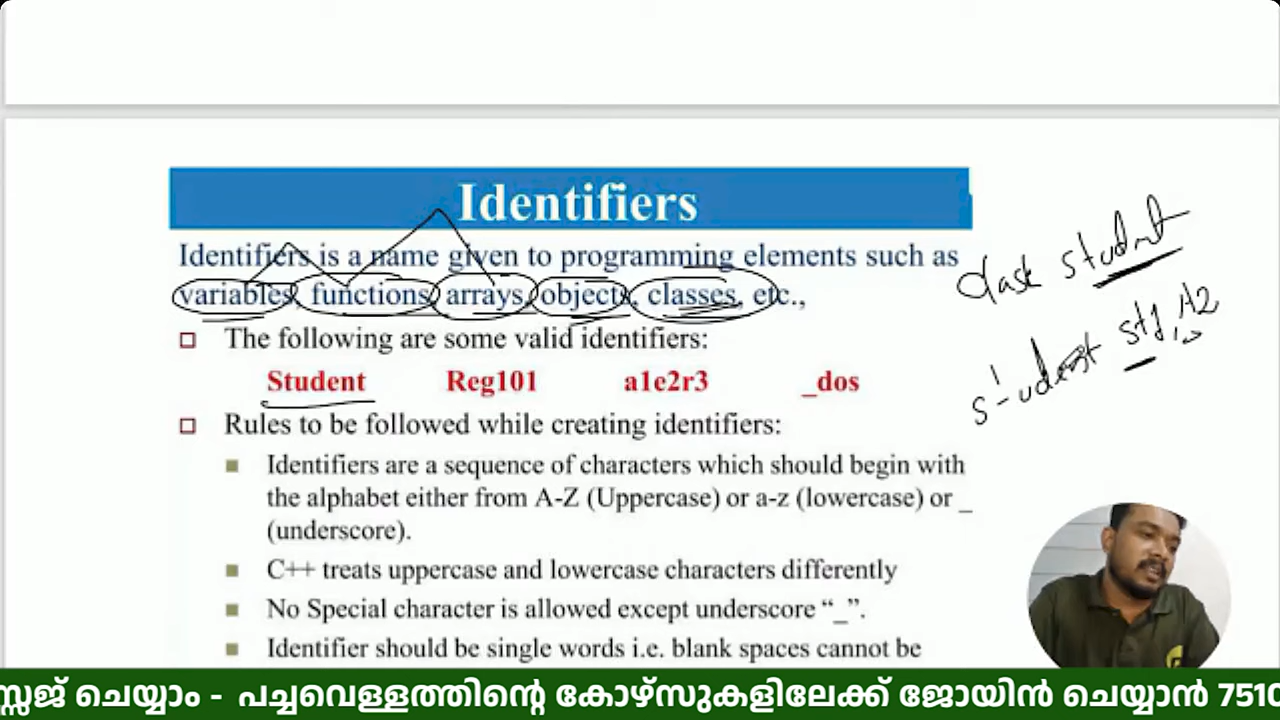 Identifiers
Identifiers is a name given to programming elements such as
variables, functions, arrays, objects, classes, etc.,
The following are some valid identifiers:
Student Reg101 a1e2r3 _dos
Rules to be followed while creating identifiers:
Identifiers are a sequence of characters which should begin with
the alphabet either from A-Z (Uppercase) or a-z (lowercase) or _
(underscore).
C++ treats uppercase and lowercase characters differently
No Special character is allowed except underscore “_”.
Identifier should be single words i.e. blank spaces cannot be
student
student
സ്സേജ് ചെയ്യാം - പച്ചവെള്ളത്തിന്റെ കോഴ്സുകളിലേക്ക് ജോയിൻ ചെയ്യാൻ 7510